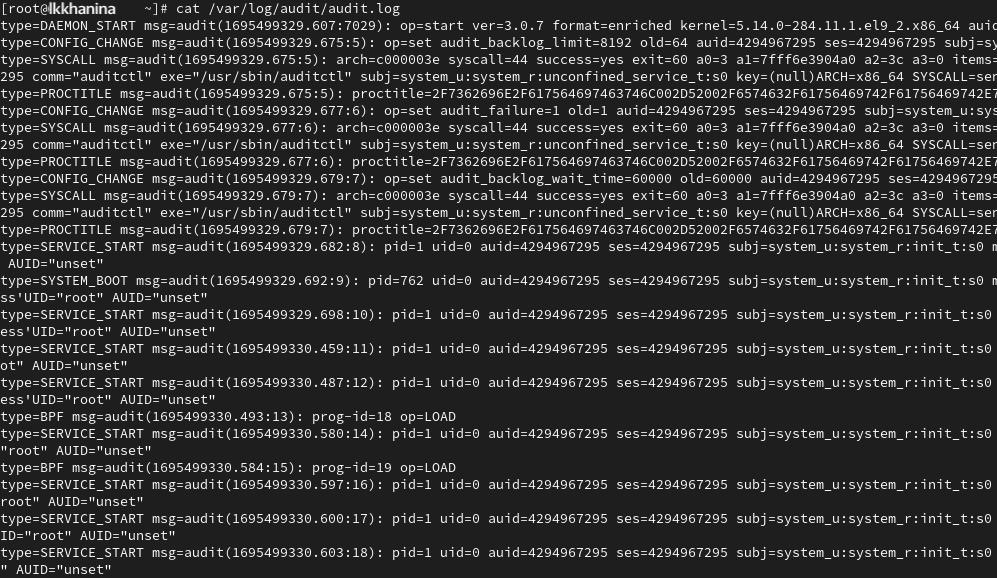 [root@lkkhanina ~]# cat /var/log/audit/audit.log
type=DAEMON_START msg=audit(1695499329.607:7029): op=start ver=3.0.7 format=enriched kernel=5.14.0-284.11.1.el9_2.x86_64 auid
type=CONFIG_CHANGE msg=audit(1695499329.675:5): op=set audit_backlog_limit=8192 old=64 auid=4294967295 ses=4294967295 subj=sy
type=SYSCALL msg=audit(1695499329.675:5): arch=c000003e syscall=44 success=yes exit=60 a0=3 a1=7fff6e3904a0 a2=3c a3=0 items=
295 comm="auditctl" exe="/usr/sbin/auditctl" subj=system_u:system_r:unconfined_service_t:s0 key=(null)ARCH=x86_64 SYSCALL=sen
type=PROCTITLE msg=audit(1695499329.675:5): proctitle=2F7362696E2F617564697463746C002D52002F6574632F61756469742F61756469742E7
type=CONFIG_CHANGE msg=audit(1695499329.677:6): op=set audit_failure=1 old=1 auid=4294967295 ses=4294967295 subj=system_u:sys
type=SYSCALL msg=audit(1695499329.677:6): arch=c000003e syscall=44 success=yes exit=60 a0=3 a1=7fff6e3904a0 a2=3c a3=0 items=
295 comm="auditctl" exe="/usr/sbin/auditctl" subj=system_u:system_r:unconfined_service_t:s0 key=(null)ARCH=x86_64 SYSCALL=sen
type=PROCTITLE msg=audit(1695499329.677:6): proctitle=2F7362696E2F617564697463746C002D52002F6574632F61756469742F61756469742E7
type=CONFIG_CHANGE msg=audit(1695499329.679:7): op=set audit_backlog_wait_time=60000 old=60000 auid=4294967295 ses=4294967295
type=SYSCALL msg=audit(1695499329.679:7): arch=c000003e syscall=44 success=yes exit=60 a0=3 a1=7fff6e3904a0 a2=3c a3=0 items=
295 comm="auditctl" exe="/usr/sbin/auditctl" subj=system_u:system_r:unconfined_service_t:s0 key=(null)ARCH=x86_64 SYSCALL=sen
type=PROCTITLE msg=audit(1695499329.679:7): proctitle=2F7362696E2F617564697463746C002D52002F6574632F61756469742F61756469742E7
type=SERVICE_START msg=audit(1695499329.682:8): pid=1 uid=0 auid=4294967295 ses=4294967295 subj=system_u:system_r:init_t:s0 m
AUID="unset"
type=SYSTEM_BOOT msg=audit(1695499329.692:9): pid=762 uid=0 auid=4294967295 ses=4294967295 subj=system_u:system_r:init_t:s0 m
ss'UID="root" AUID="unset"
type=SERVICE_START msg=audit(1695499329.698:10): pid=1 uid=0 auid=4294967295 ses=4294967295 subj=system_u:system_r:init_t:s0
ess'UID="root" AUID="unset"
type=SERVICE_START msg=audit(1695499330.459:11): pid=1 uid=0 auid=4294967295 ses=4294967295 subj=system_u:system_r:init_t:s0
ot" AUID="unset"
type=SERVICE_START msg=audit(1695499330.487:12): pid=1 uid=0 auid=4294967295 ses=4294967295 subj=system_u:system_r:init_t:s0
ess'UID="root" AUID="unset"
type=BPF msg=audit(1695499330.493:13): prog-id=18 op=LOAD
type=SERVICE_START msg=audit(1695499330.580:14): pid=1 uid=0 auid=4294967295 ses=4294967295 subj=system_u:system_r:init_t:s0
"root" AUID="unset"
type=BPF msg=audit(1695499330.584:15): prog-id=19 op=LOAD
type=SERVICE_START msg=audit(1695499330.597:16): pid=1 uid=0 auid=4294967295 ses=4294967295 subj=system_u:system_r:init_t:s0
root" AUID="unset"
type=SERVICE_START msg=audit(1695499330.600:17): pid=1 uid=0 auid=4294967295 ses=4294967295 subj=system_u:system_r:init_t:s0
ID="root" AUID="unset"
type=SERVICE_START msg=audit(1695499330.603:18): pid=1 uid=0 auid=4294967295 ses=4294967295 subj=system_u:system_r:init_t:s0
" AUID="unset"